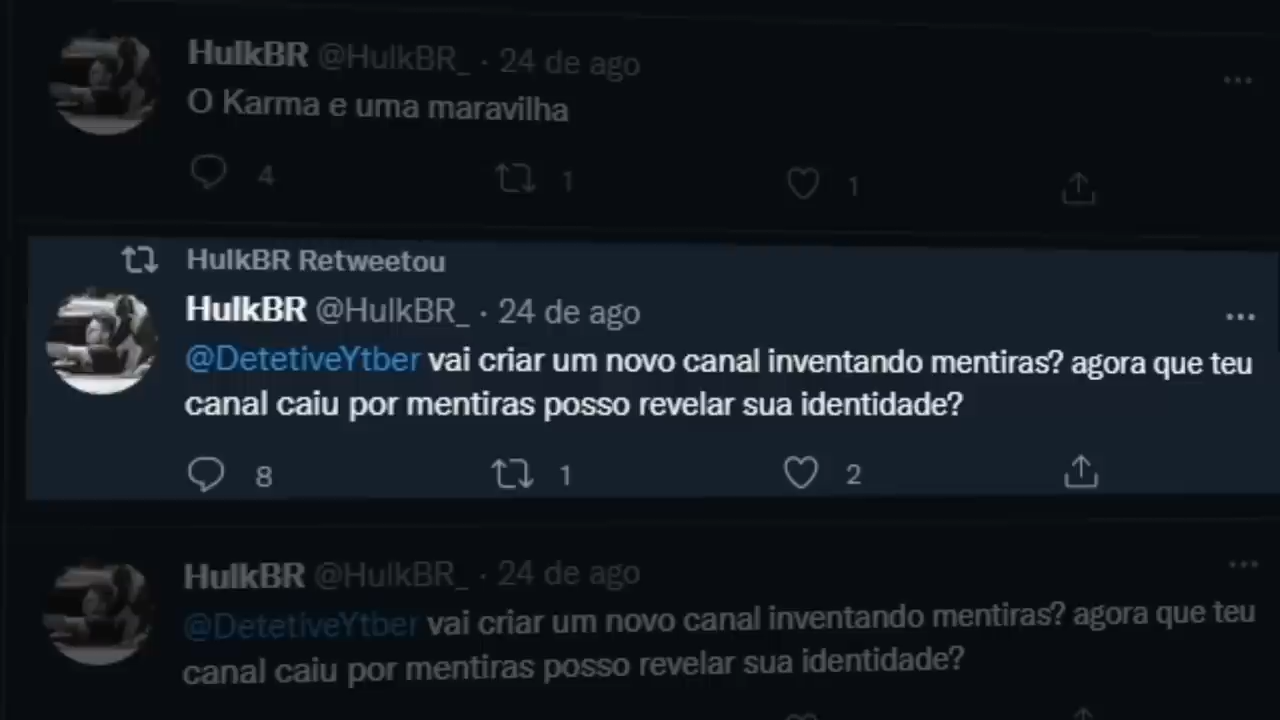 HulkBR @HulkBR_ · 24 de ago
O Karma e uma maravilha
4 1 1
HulkBR Retweetou
HulkBR @HulkBR_ · 24 de ago
@DetetiveYtber vai criar um novo canal inventando mentiras? agora que teu
canal caiu por mentiras posso revelar sua identidade?
8 1 2
HulkBR @HulkBR_ · 24 de ago
@DetetiveYtber vai criar um novo canal inventando mentiras? agora que teu
canal caiu por mentiras posso revelar sua identidade?